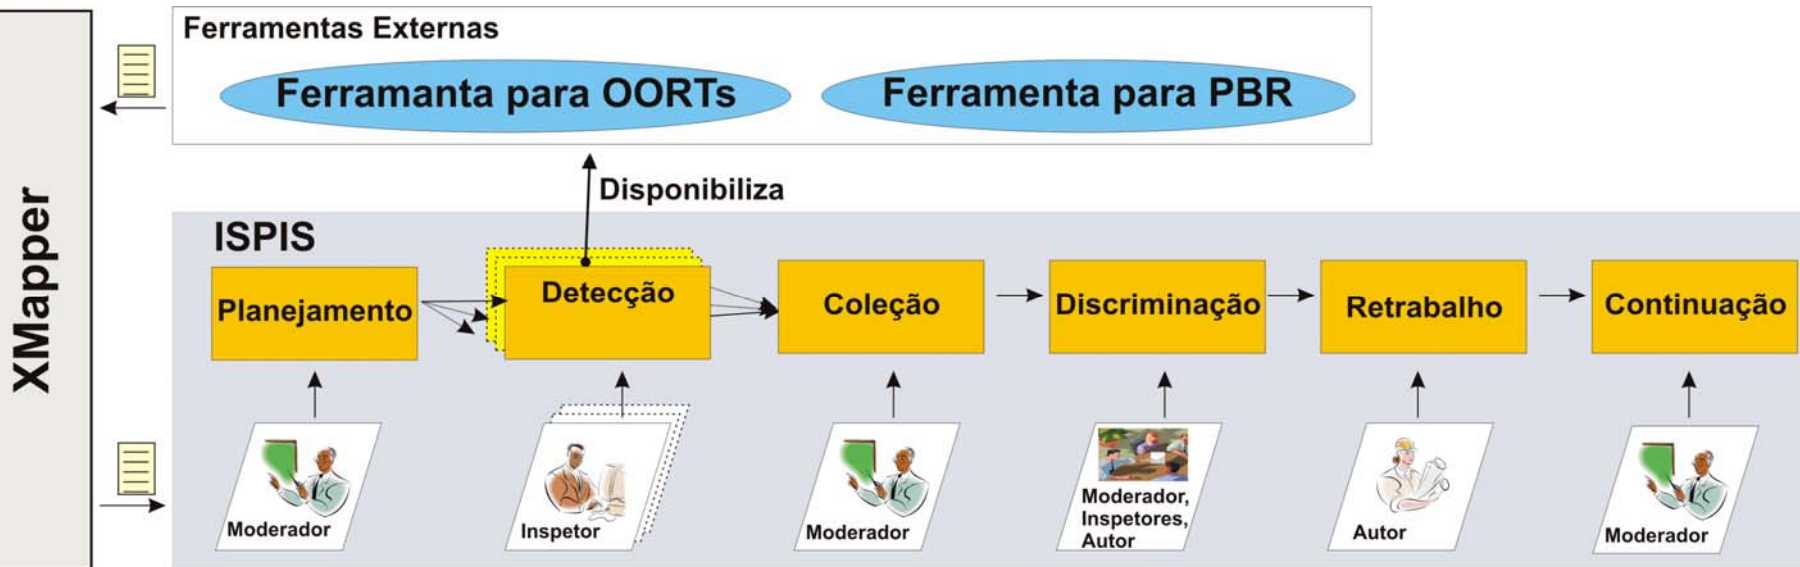 Ferramentas Externas
Ferramanta para OORTs
Ferramenta para PBR
XMapper
Disponibiliza
ISPIS
Planejamento
Detecção
Coleção
Discriminação
Retrabalho
Continuação
Moderador
Inspetor
Moderador
Moderador,
Inspetores,
Autor
Autor
Moderador